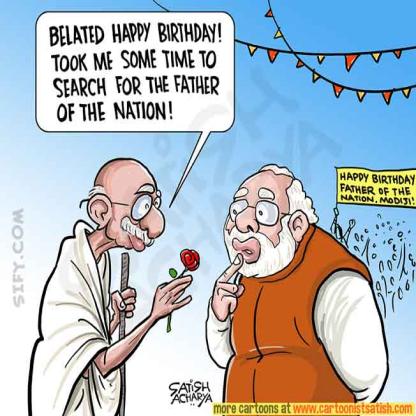 BELATED HAPPY BIRTHDAY!
TOOK ME SOME TIME TO
SEARCH FOR THE FATHER
OF THE NATION!
HAPPY BIRTHDAY
FATHER OF THE
NATION, MODIJI!
SIFY.COM
SATISH
ACHARYA
more cartoons at www.cartoonistsatish.com